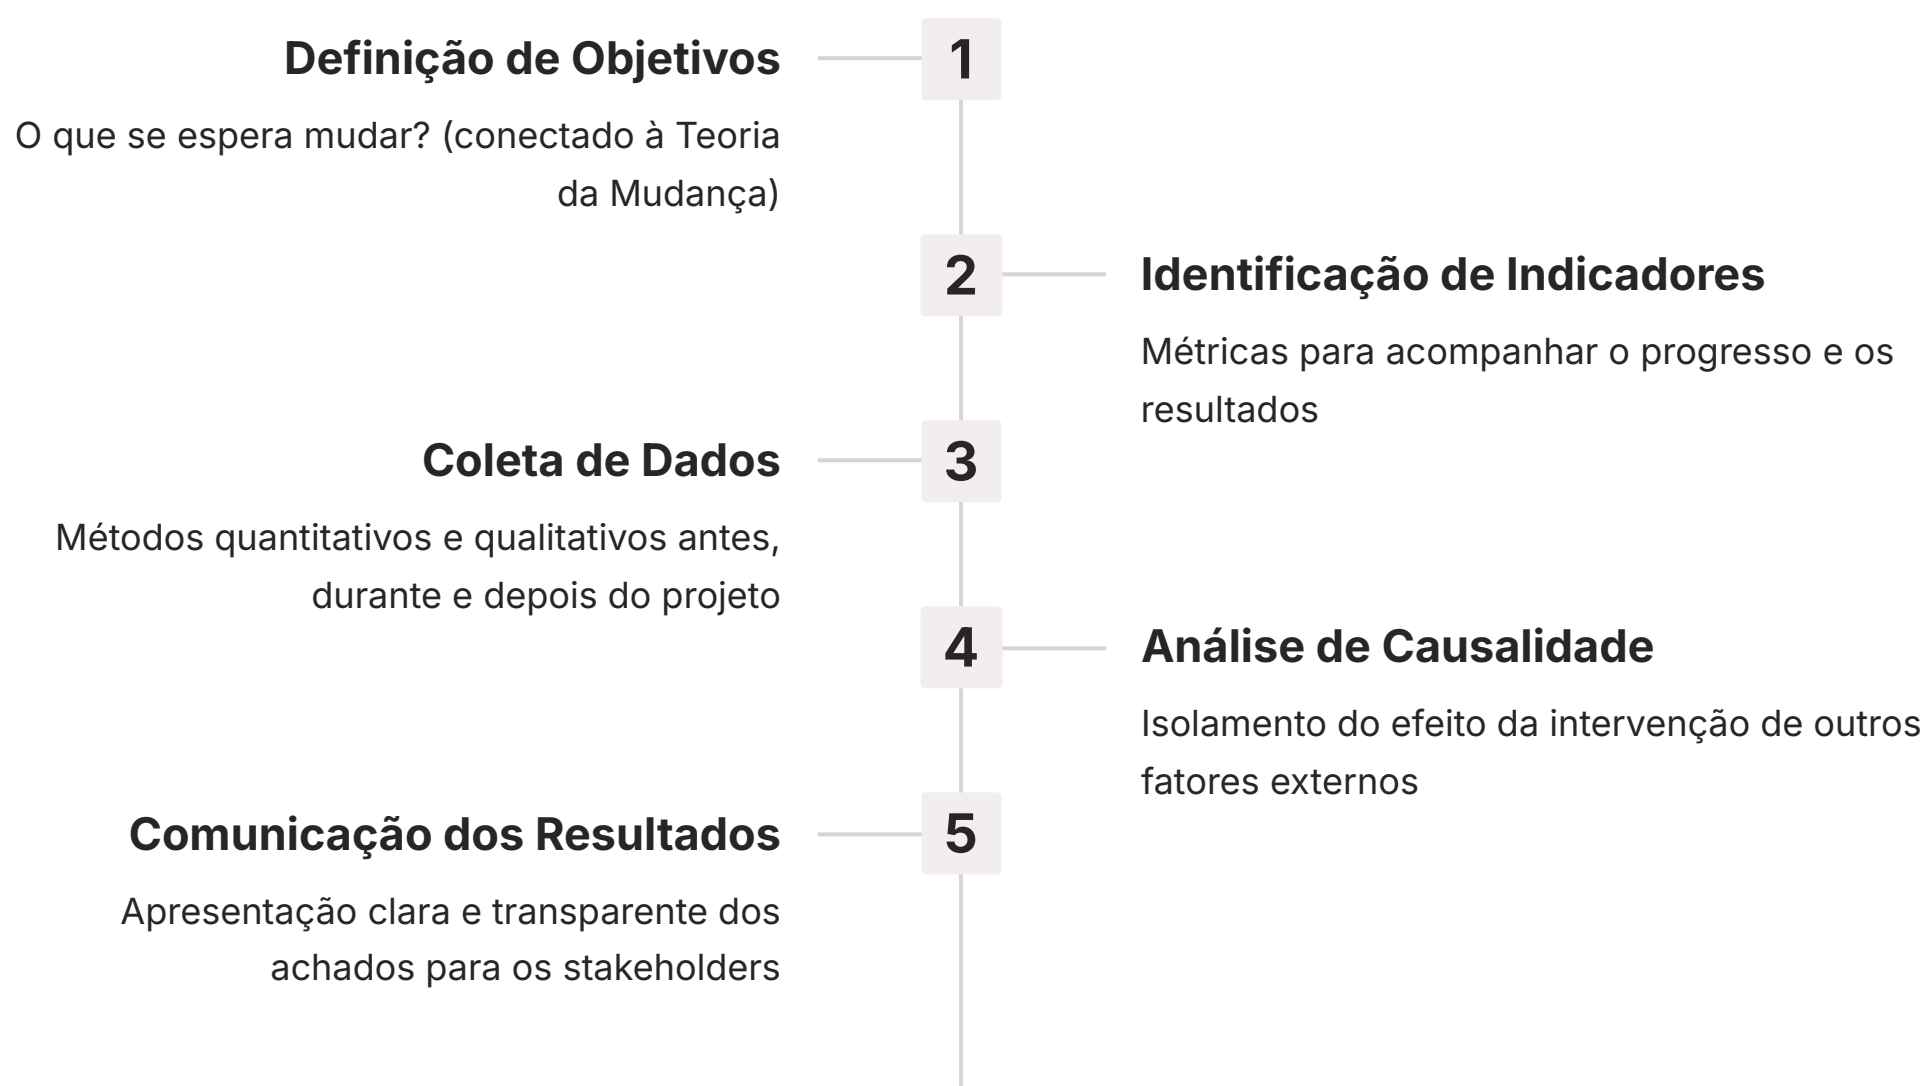 Definição de Objetivos
1
O que se espera mudar? (conectado à Teoria
da Mudança)
2
Identificação de Indicadores
Métricas para acompanhar o progresso e os
resultados
Coleta de Dados
3
Métodos quantitativos e qualitativos antes,
durante e depois do projeto
4
Análise de Causalidade
Isolamento do efeito da intervenção de outros
fatores externos
Comunicação dos Resultados
5
Apresentação clara e transparente dos
achados para os stakeholders